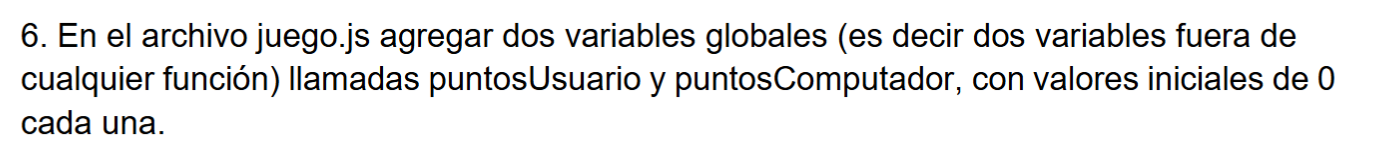 6. En el archivo juego.js agregar dos variables globales (es decir dos variables fuera de
cualquier función) llamadas puntosUsuario y puntosComputador, con valores iniciales de 0
cada una.